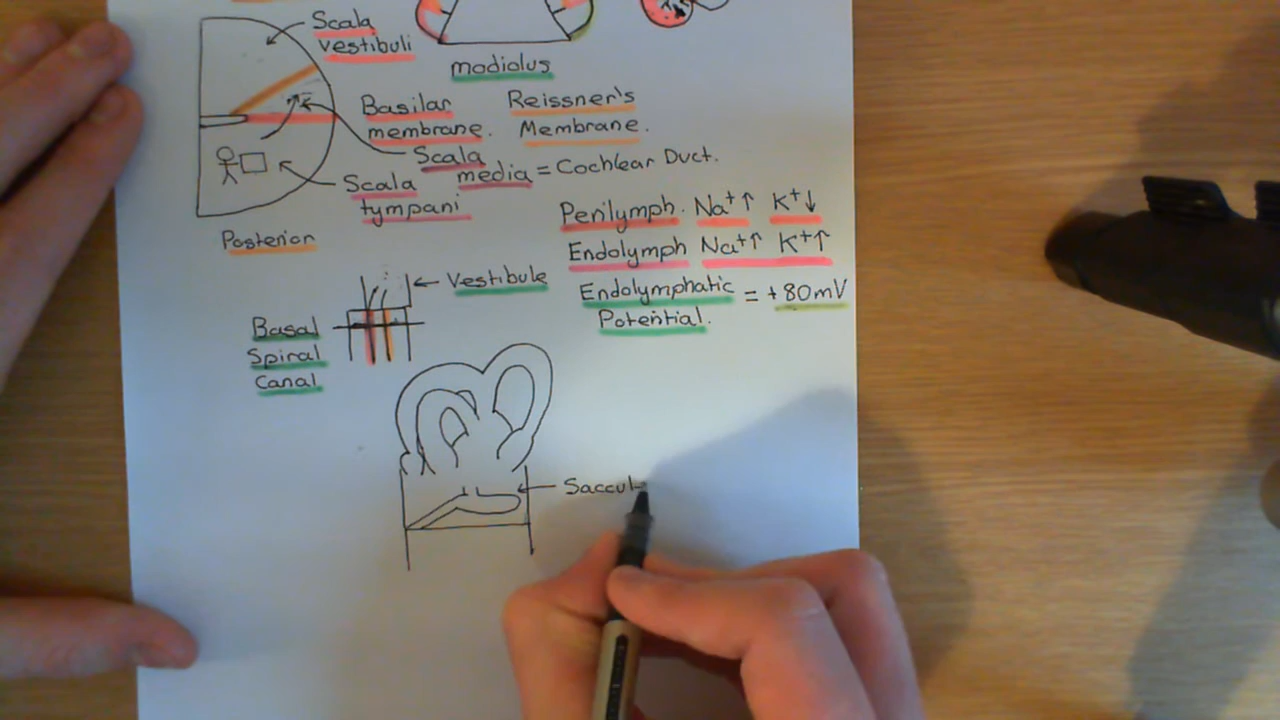 Scala
vestibuli
modiolus
Basilar
membrane.
Reissner's
Membrane.
Scala
media = Cochlear Duct.
Scala
tympani
Posterior
Perilymph. Na⁺↑ K⁺↓
Endolymph Na⁺↑ K⁺↑
Endolymphatic = +80mV
Potential.
Vestibule
Basal
Spiral
Canal
Saccul